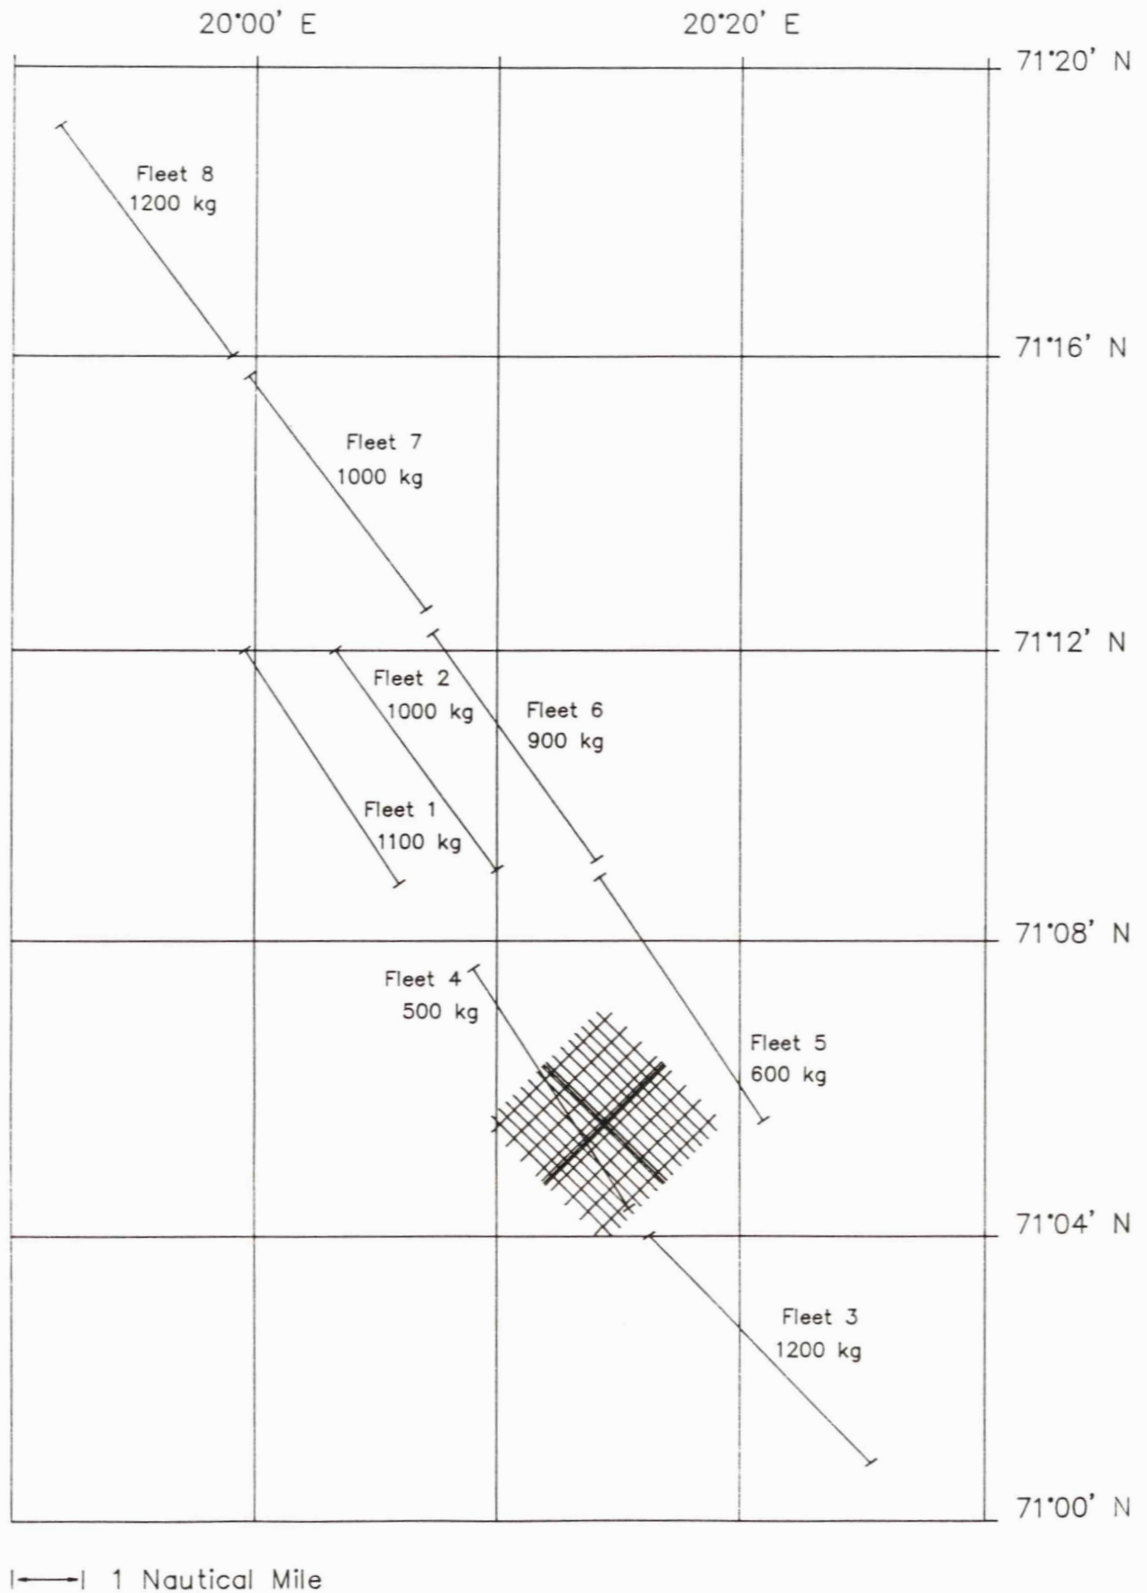 20°00' E
20°20' E
71°20' N
Fleet 8
1200 kg
71°16' N
Fleet 7
1000 kg
71°12' N
Fleet 2
1000 kg
Fleet 6
900 kg
Fleet 1
1100 kg
71°08' N
Fleet 4
500 kg
Fleet 5
600 kg
71°04' N
Fleet 3
1200 kg
71°00' N
1 Nautical Mile